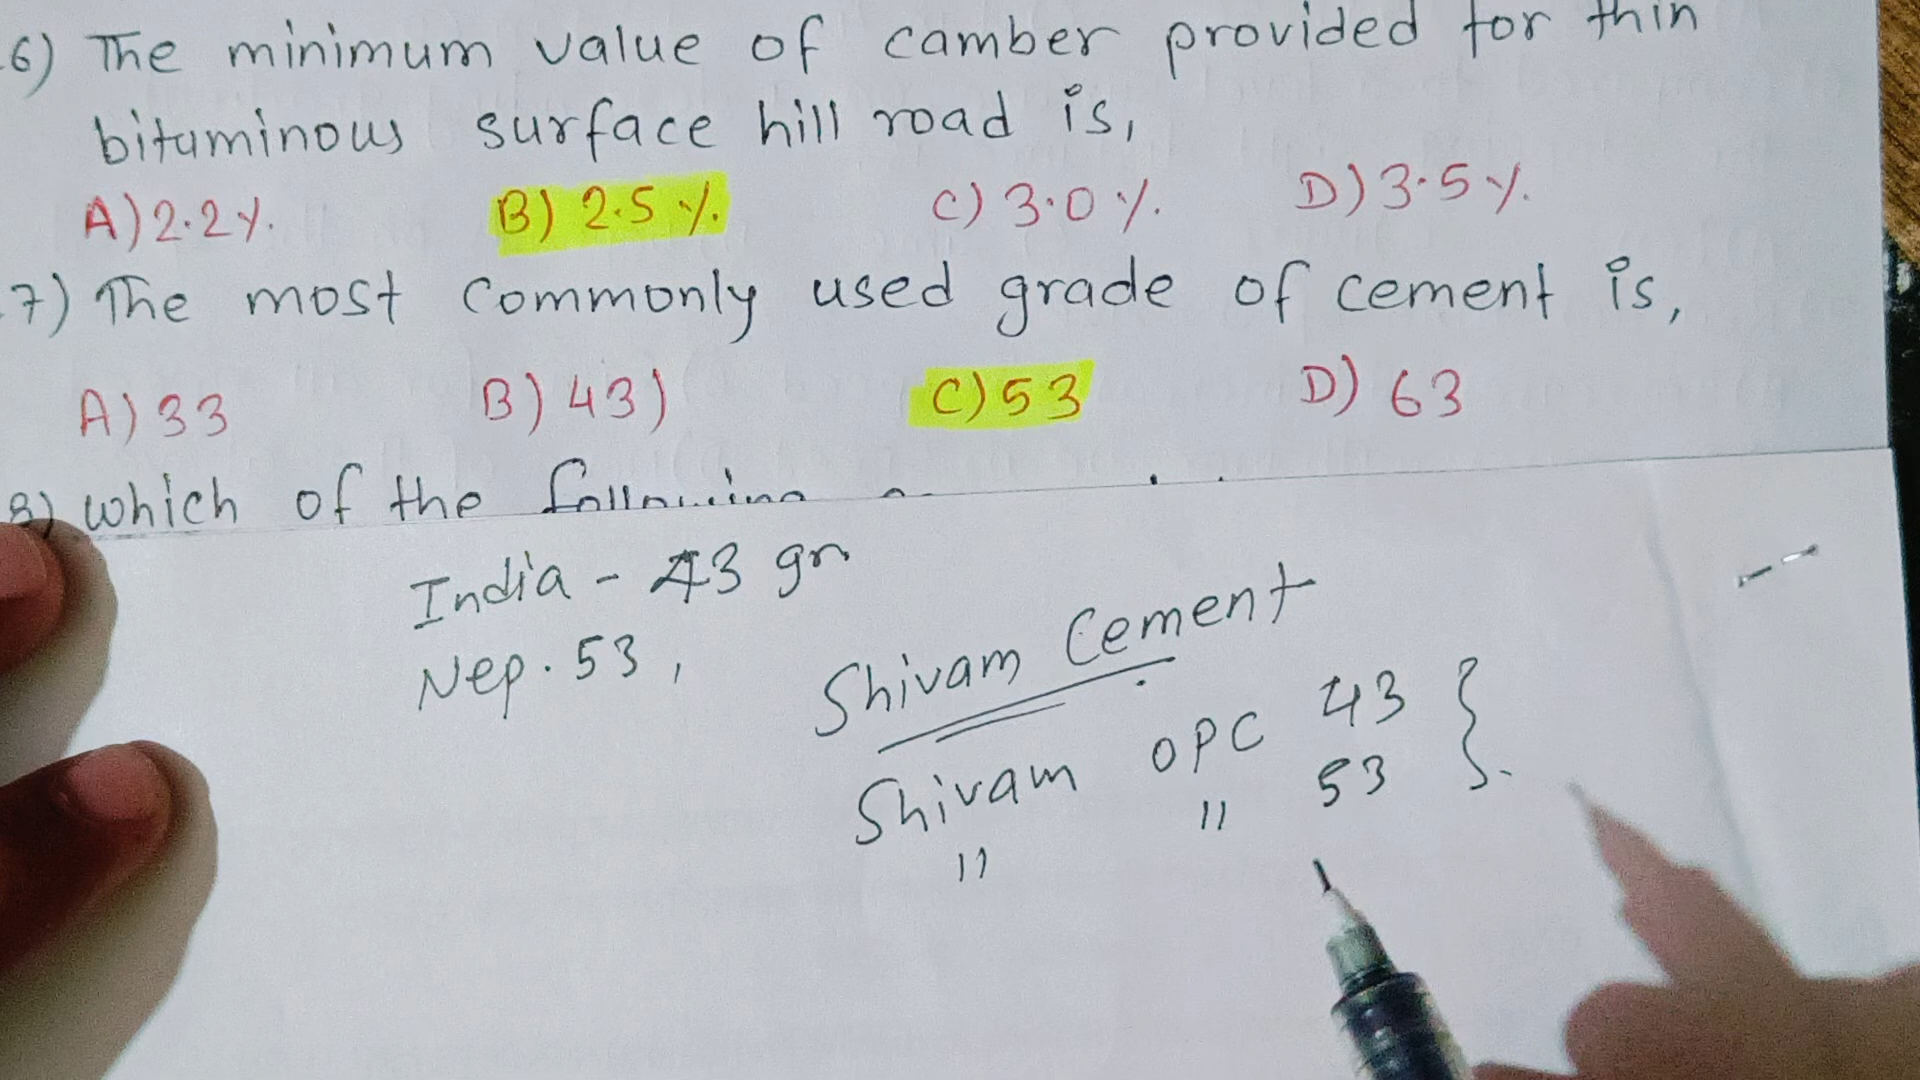 6) The minimum value of camber provided for thin
bituminous surface hill road is,
A) 2.2 %. B) 2.5 %. C) 3.0 %. D) 3.5 %.
7) The most commonly used grade of cement is,
A) 33 B) 43) C) 53 D) 63
8) which of the following
India - 43 gr
Nep. 53,
Shivam Cement
Shivam OPC 43 }
" " 53